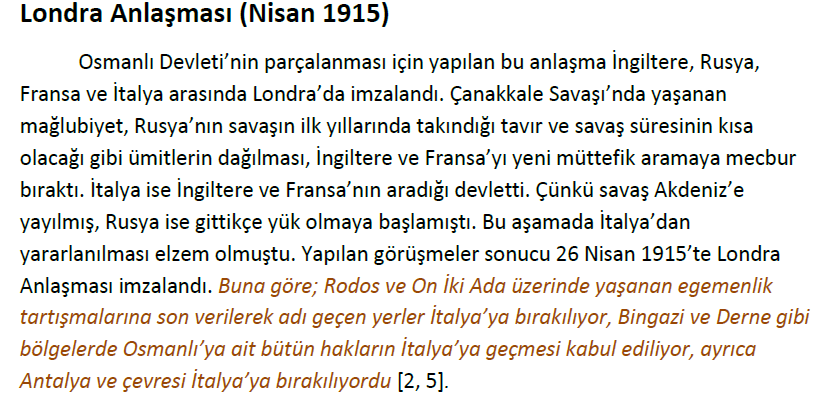 Londra Anlaşması (Nisan 1915)
Osmanlı Devleti’nin parçalanması için yapılan bu anlaşma İngiltere, Rusya,
Fransa ve İtalya arasında Londra’da imzalandı. Çanakkale Savaşı’nda yaşanan
mağlubiyet, Rusya’nın savaşın ilk yıllarında takındığı tavır ve savaş süresinin kısa
olacağı gibi ümitlerin dağılması, İngiltere ve Fransa’yı yeni müttefik aramaya mecbur
bıraktı. İtalya ise İngiltere ve Fransa’nın aradığı devletti. Çünkü savaş Akdeniz’e
yayılmış, Rusya ise gittikçe yük olmaya başlamıştı. Bu aşamada İtalya’dan
yararlanılması elzem olmuştu. Yapılan görüşmeler sonucu 26 Nisan 1915’te Londra
Anlaşması imzalandı. Buna göre; Rodos ve On İki Ada üzerinde yaşanan egemenlik
tartışmalarına son verilerek adı geçen yerler İtalya’ya bırakılıyor, Bingazi ve Derne gibi
bölgelerde Osmanlı’ya ait bütün hakların İtalya’ya geçmesi kabul ediliyor, ayrıca
Antalya ve çevresi İtalya’ya bırakılıyordu [2, 5].